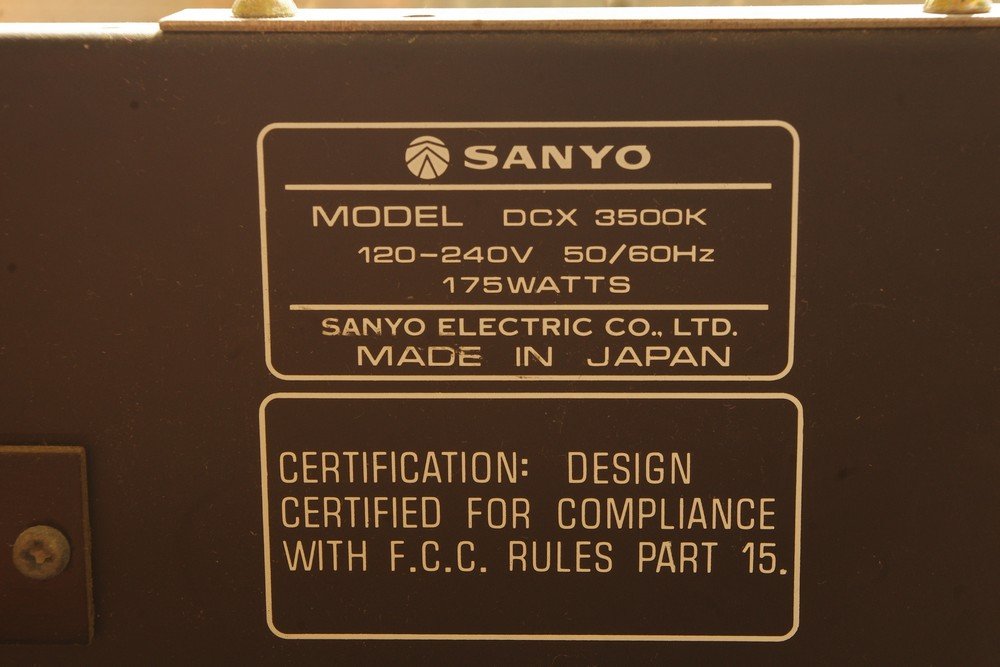 SANYO
MODEL DCX 3500K
120-240V 50/60Hz
175WATTS
SANYO ELECTRIC CO., LTD.
MADE IN JAPAN
CERTIFICATION: DESIGN
CERTIFIED FOR COMPLIANCE
WITH F.C.C. RULES PART 15.